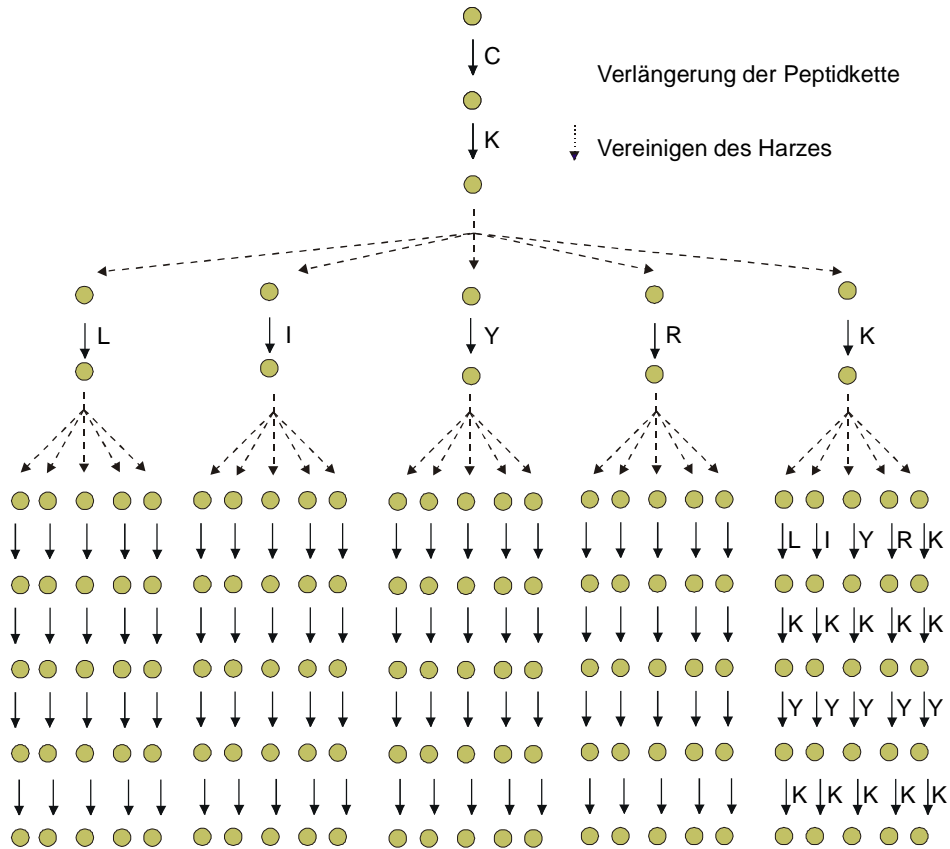 C
Verlängerung der Peptidkette
K
Vereinigen des Harzes
L I Y R K
L I Y R K
K K K K K
Y Y Y Y Y
K K K K K